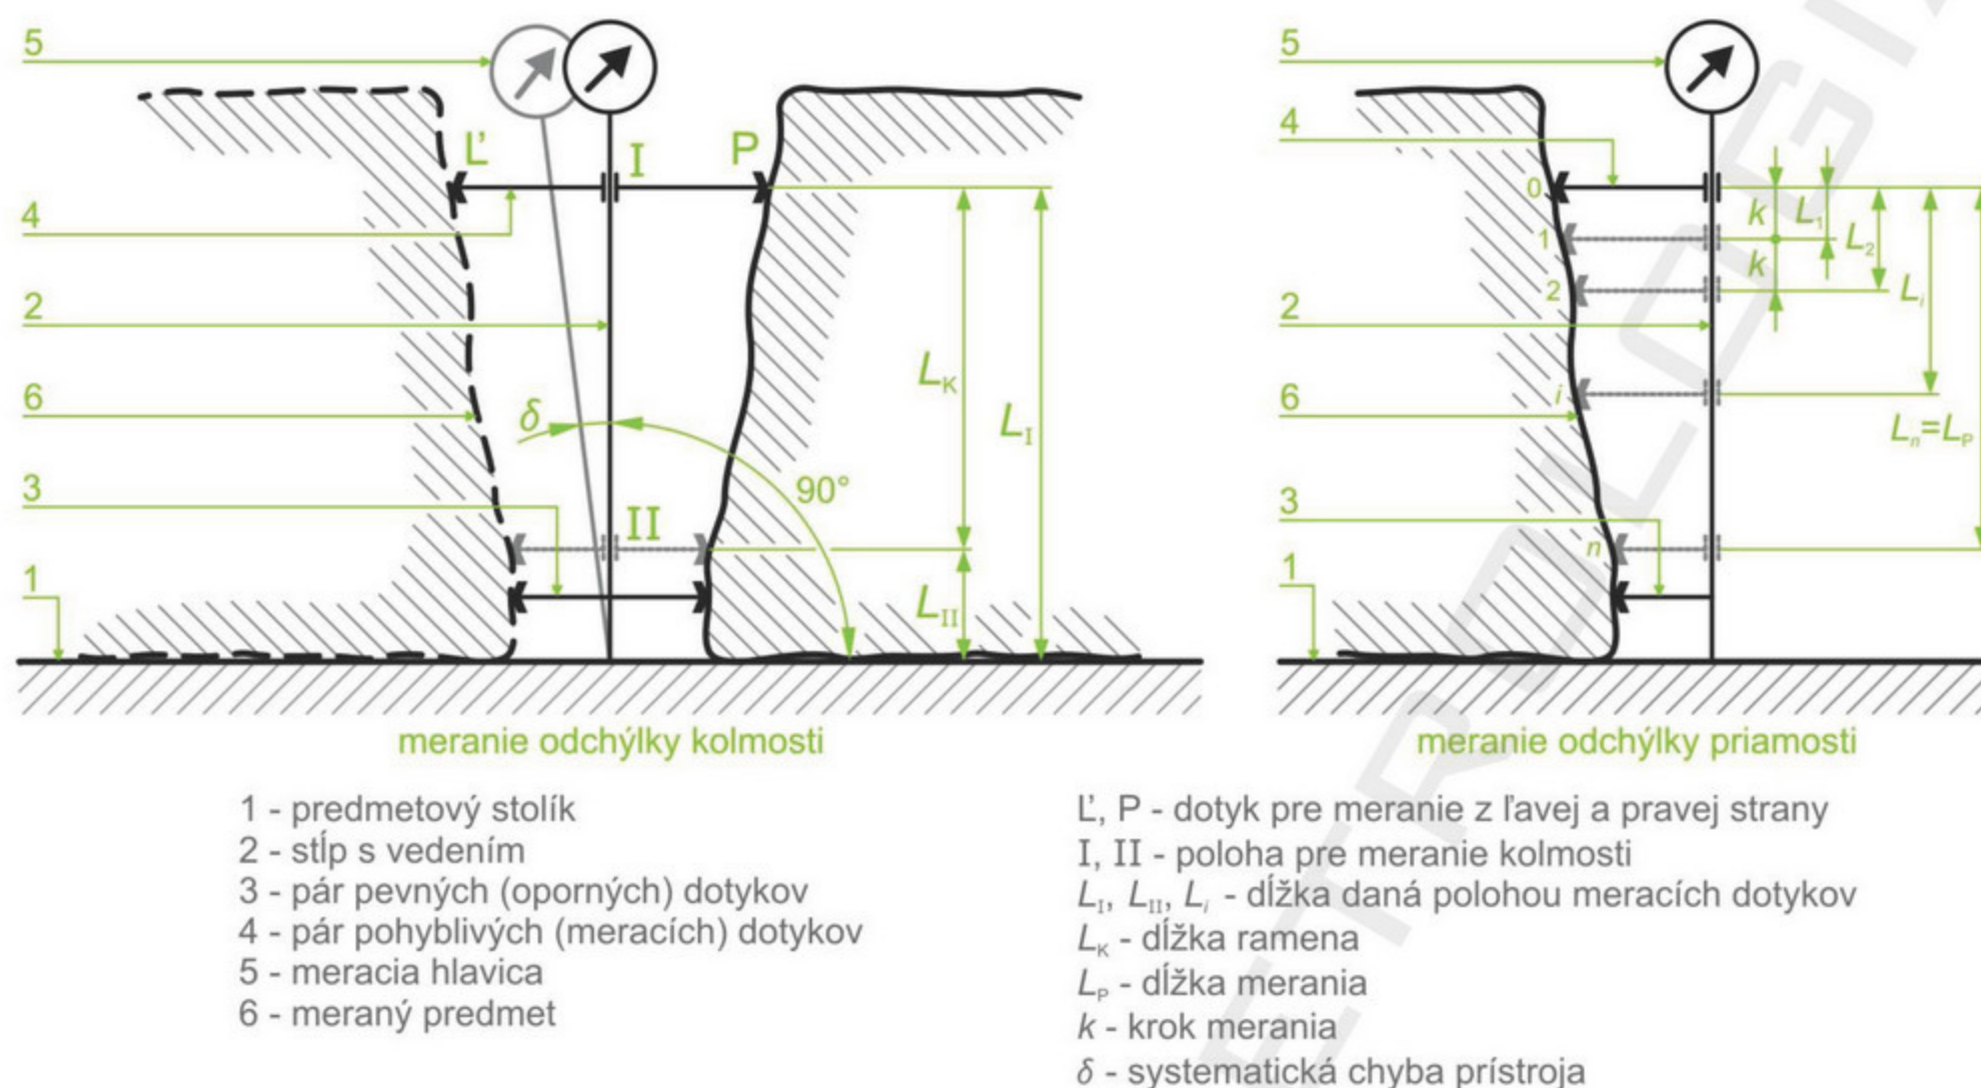 5
4
2
6
3
1
Ľ
I
P
δ
90°
II
L_K
L_I
L_II
meranie odchýlky kolmosti
5
4
2
6
3
1
0
1
2
i
n
k
k
L_1
L_2
L_i
L_n=L_P
meranie odchýlky priamosti
1 - predmetový stolík
2 - stĺp s vedením
3 - pár pevných (oporných) dotykov
4 - pár pohyblivých (meracích) dotykov
5 - meracia hlavica
6 - meraný predmet
Ľ, P - dotyk pre meranie z ľavej a pravej strany
I, II - poloha pre meranie kolmosti
L_I, L_II, L_i - dĺžka daná polohou meracích dotykov
L_K - dĺžka ramena
L_P - dĺžka merania
k - krok merania
δ - systematická chyba prístroja
ETROLOGI